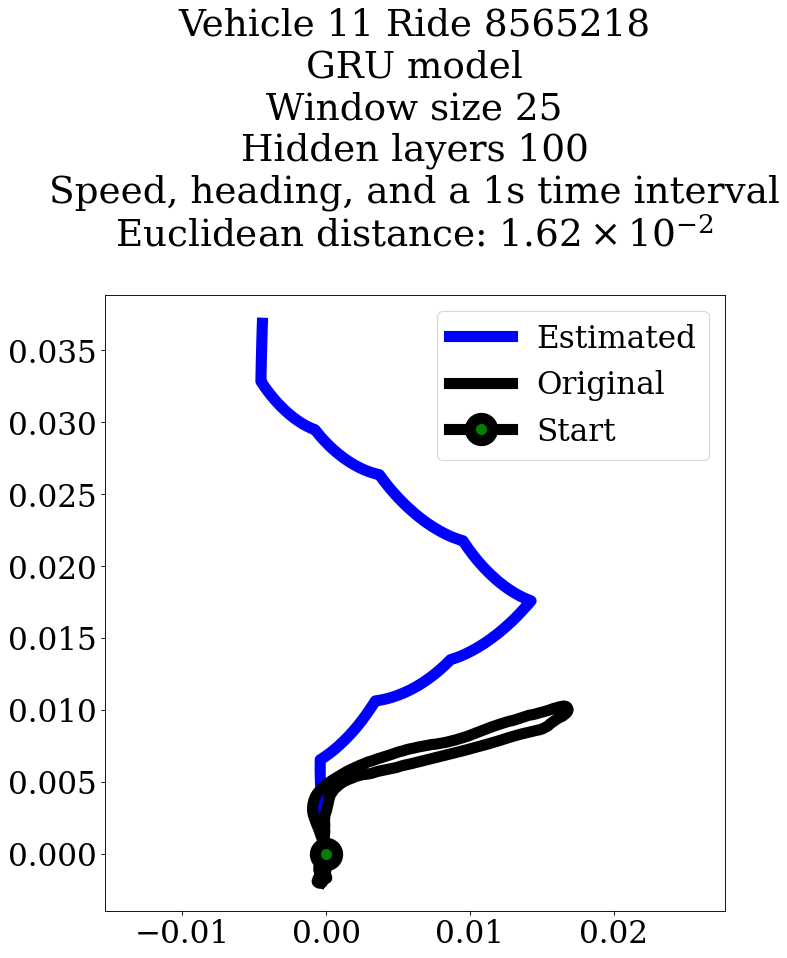 Vehicle 11 Ride 8565218
GRU model
Window size 25
Hidden layers 100
Speed, heading, and a 1s time interval
Euclidean distance: 1.62 × 10⁻²
Estimated
Original
Start
0.035
0.030
0.025
0.020
0.015
0.010
0.005
0.000
−0.01 0.00 0.01 0.02